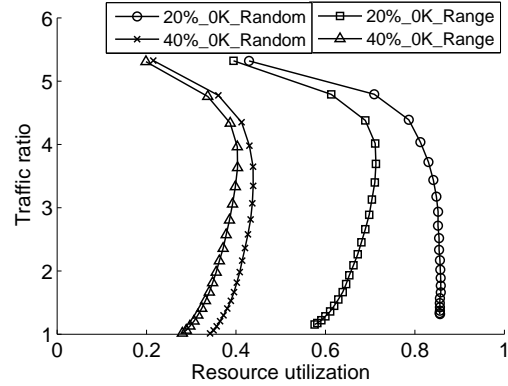 20%_0K_Random
20%_0K_Range
40%_0K_Random
40%_0K_Range
6
5
4
3
2
1
Traffic ratio
0
0.2
0.4
0.6
0.8
1
Resource utilization